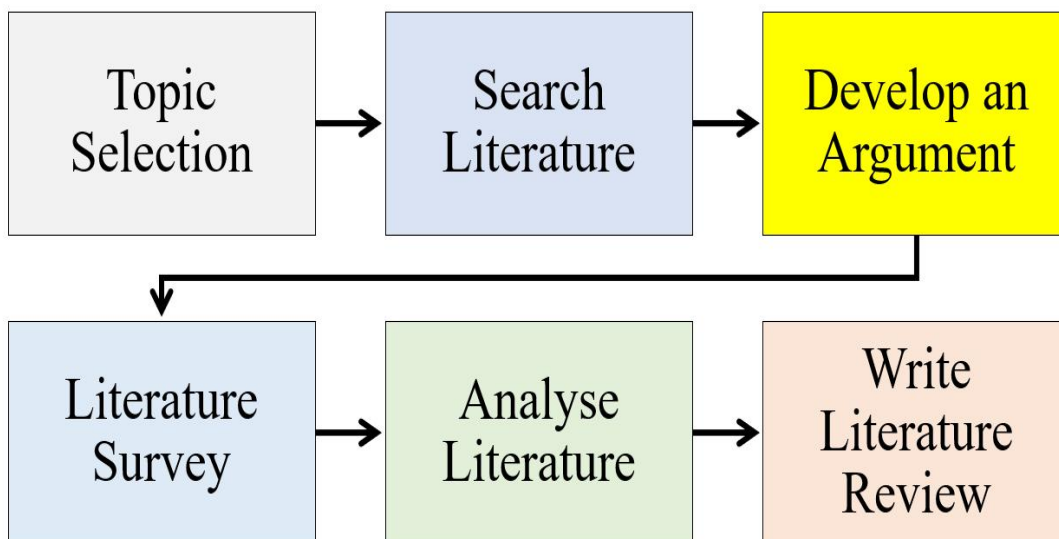 Topic
Selection
Search
Literature
Develop an
Argument
Literature
Survey
Analyse
Literature
Write
Literature
Review